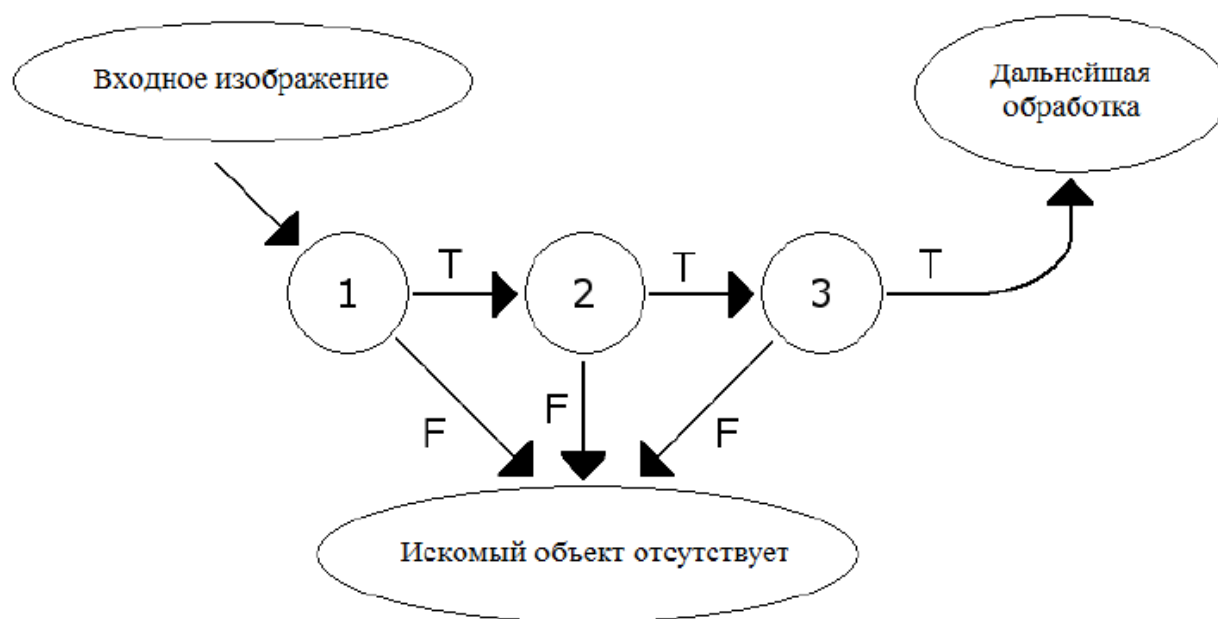 Входное изображение
Дальнейшая
обработка
1
T
2
T
3
T
F
F
F
Искомый объект отсутствует